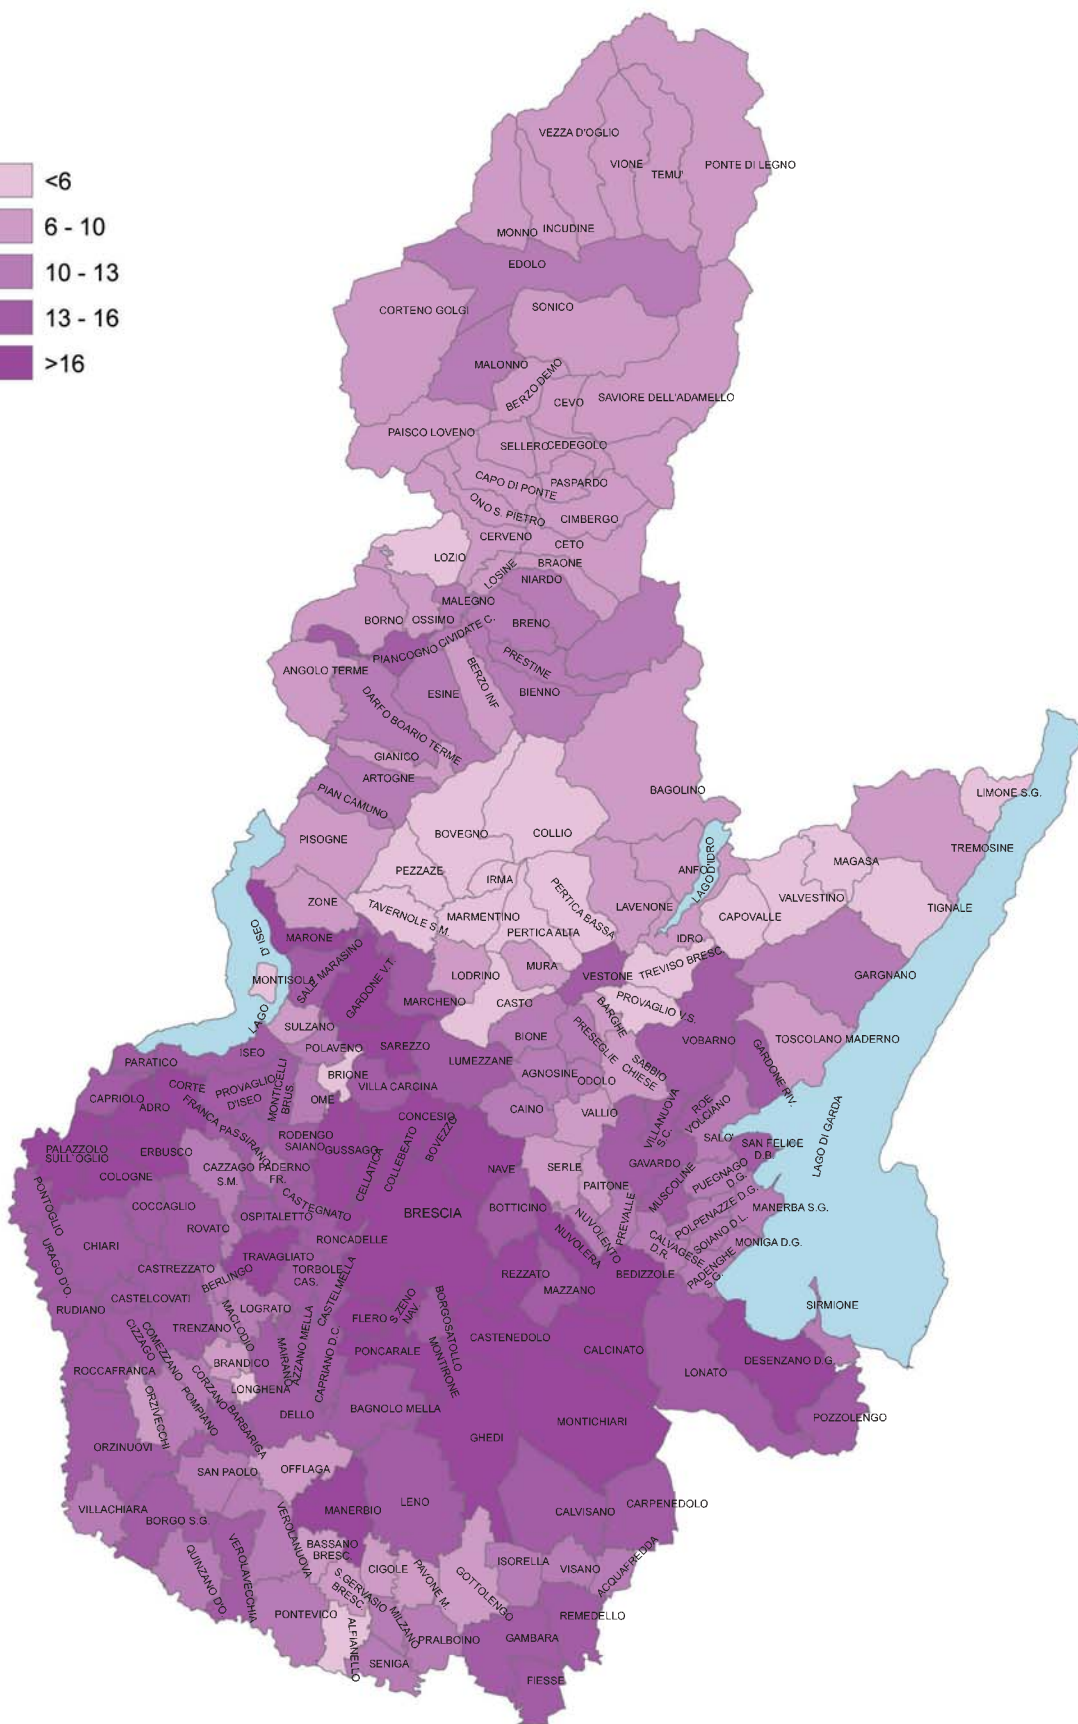 <6
6 - 10
10 - 13
13 - 16
>16
VEZZA D'OGLIO
VIONE
TEMU'
PONTE DI LEGNO
MONNO
INCUDINE
EDOLO
CORTENO GOLGI
SONICO
MALONNO
BERZO DEMO
CEVO
SAVIORE DELL'ADAMELLO
PAISCO LOVENO
SELLERO
CEDEGOLO
CAPO DI PONTE
PASPARDO
ONO S. PIETRO
CIMBERGO
CERVENO
CETO
LOZIO
BRAONE
LOSINE
NIARDO
MALEGNO
BORNO
OSSIMO
BRENO
PIANCOGNO
CIVIDATE C.
PRESTINE
ANGOLO TERME
BERZO INF
ESINE
BIENNO
DARFO BOARIO TERME
GIANICO
ARTOGNE
PIAN CAMUNO
BAGOLINO
LIMONE S.G.
PISOGNE
BOVEGNO
COLLIO
TREMOSINE
PEZZAZE
IRMA
ANFO
LAGO D'IDRO
MAGASA
VALVESTINO
ZONE
TAVERNOLE S.M.
MARMENTINO
PERTICA BASSA
LAVENONE
CAPOVALLE
TIGNALE
PERTICA ALTA
MARONE
IDRO
LAGO
D'ISEO
MONTISOLA
SALE MARASINO
GARDONE V.T.
LODRINO
MURA
VESTONE
TREVISO BRESC.
GARGNANO
MARCHENO
CASTO
BARGHE
PROVAGLIO V.S.
SULZANO
BIONE
PRESEGLIE
VOBARNO
TOSCOLANO MADERNO
ISEO
POLAVENO
SAREZZO
LUMEZZANE
SABBIO
CHIESE
GARDONE RIV.
PARATICO
BRIONE
VILLA CARCINA
AGNOSINE
ODOLO
CAPRIOLO
ADRO
CORTE
FRANCA
PROVAGLIO
D'ISEO
MONTICELLI
BRUS.
OME
CONCESIO
CAINO
VALLIO
VILLANUOVA
S.C.
ROE
VOLCIANO
LAGO DI GARDA
PALAZZOLO
SULL'OGLIO
ERBUSCO
PASSIRANO
RODENGO
SAIANO
GUSSAGO
CELLATICA
COLLEBEATO
BOVEZZO
SALO'
SAN FELICE
D.B.
COLOGNE
CAZZAGO
S.M.
PADERNO
FR.
NAVE
SERLE
PAITONE
GAVARDO
MUSCOLINE
PUEGNAGO
D.G.
PONTOGLIO
COCCAGLIO
ROVATO
CASTEGNATO
OSPITALETTO
BRESCIA
BOTTICINO
NUVOLENTO
NUVOLERA
PREVALLE
POLPENAZZE D.G.
MANERBA S.G.
CHIARI
URAGO D'O.
RONCADELLE
CALVAGESE
D.R.
SOIANO D.L.
MONIGA D.G.
CASTREZZATO
BERLINGO
TRAVAGLIATO
TORBOLE
CAS.
CASTELMELLA
REZZATO
MAZZANO
BEDIZZOLE
PADENGHE
S.G.
RUDIANO
CASTELCOVATI
LOGRATO
MACLODIO
FLERO
S.ZENO
NAV.
BORGOSATOLLO
CASTENEDOLO
SIRMIONE
TRENZANO
COMEZZANO
CIZZAGO
BRANDICO
MAIRANO
AZZANO MELLA
CAPRIANO D.C.
PONCARALE
MONTIRONE
CALCINATO
LONATO
DESENZANO D.G.
ROCCAFRANCA
CORZANO
LONGHENA
ORZIVECCHI
POMPIANO
BARBARIGA
DELLO
BAGNOLO MELLA
MONTICHIARI
POZZOLENGO
ORZINUOVI
GHEDI
SAN PAOLO
OFFLAGA
VILLACHIARA
BORGO S.G.
MANERBIO
LENO
CALVISANO
CARPENEDOLO
VEROLANUOVA
QUINZANO D'O
VEROLAVECCHIA
BASSANO
BRESC.
CIGOLE
PAVONE M.
GOTTOLENGO
ISORELLA
VISANO
ACQUAFREDDA
S.GERVASIO
BRESC.
PONTEVICO
ALFIANELLO
MILZANO
PRALBOINO
REMEDELLO
GAMBARA
SENIGA
FIESSE